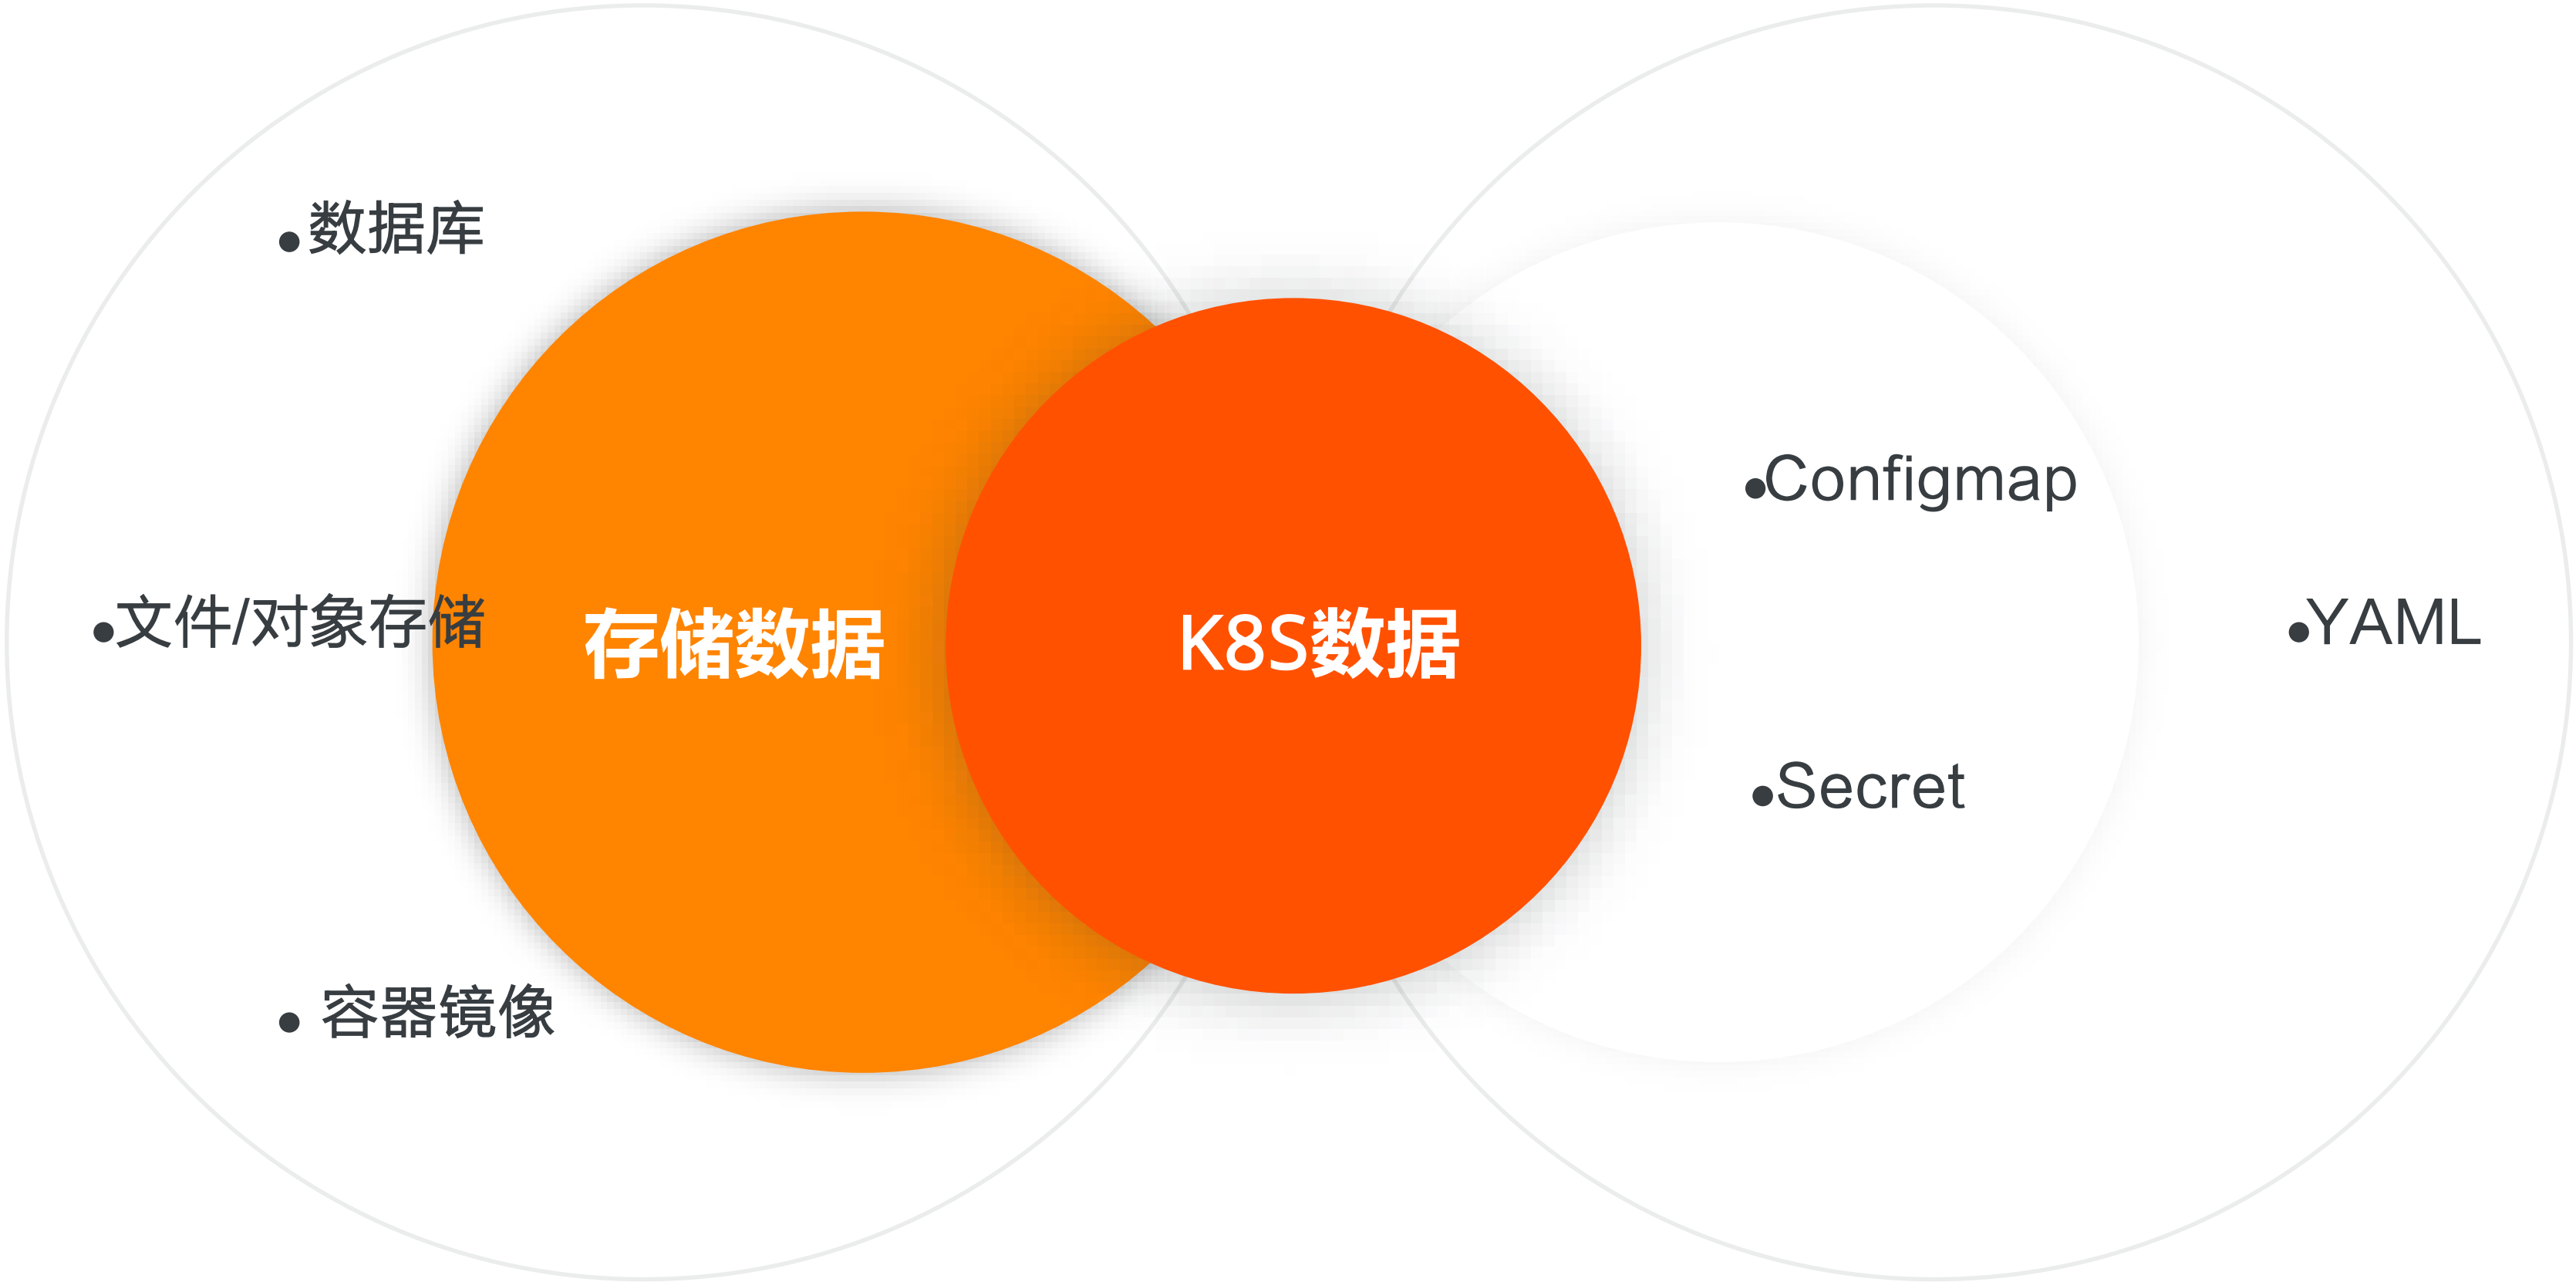 •数据库
•文件/对象存储
• 容器镜像
存储数据
K8S数据
•Configmap
•Secret
•YAML